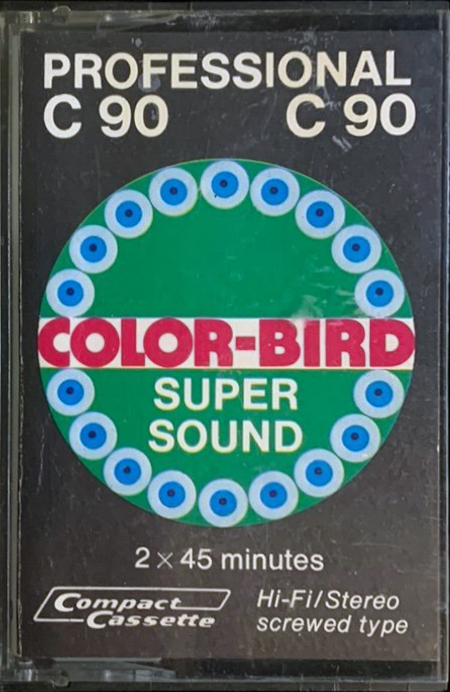 PROFESSIONAL
C 90 C 90
COLOR-BIRD
SUPER
SOUND
2 × 45 minutes
Compact Hi-Fi/Stereo
Cassette screwed type